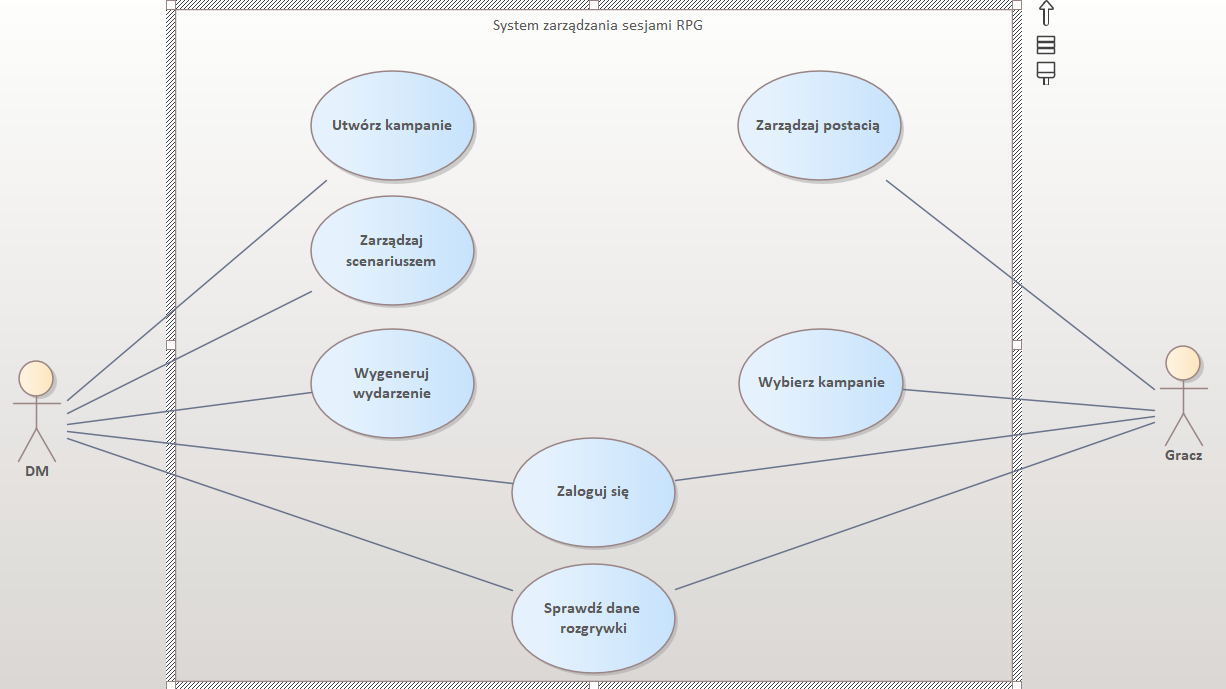 System zarządzania sesjami RPG
Utwórz kampanie
Zarządzaj postacią
Zarządzaj
scenariuszem
Wygeneruj
wydarzenie
Wybierz kampanie
DM
Gracz
Zaloguj się
Sprawdź dane
rozgrywki